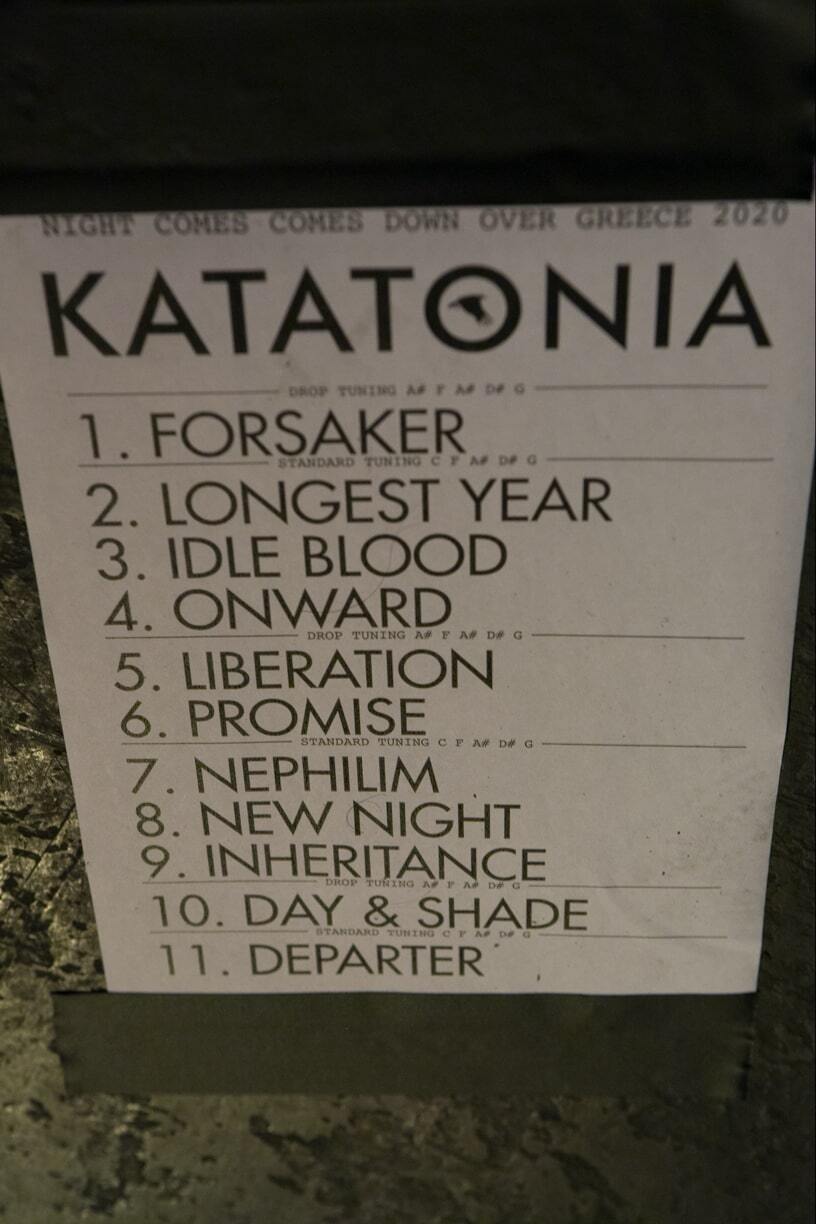 NIGHT COMES COMES DOWN OVER GREECE 2020
KATATONIA
DROP TUNING A# F A# D# G
1. FORSAKER
STANDARD TUNING C F A# D# G
2. LONGEST YEAR
3. IDLE BLOOD
4. ONWARD
DROP TUNING A# F A# D# G
5. LIBERATION
6. PROMISE
STANDARD TUNING C F A# D# G
7. NEPHILIM
8. NEW NIGHT
9. INHERITANCE
DROP TUNING A# F A# D# G
10. DAY & SHADE
STANDARD TUNING C F A# D# G
11. DEPARTER